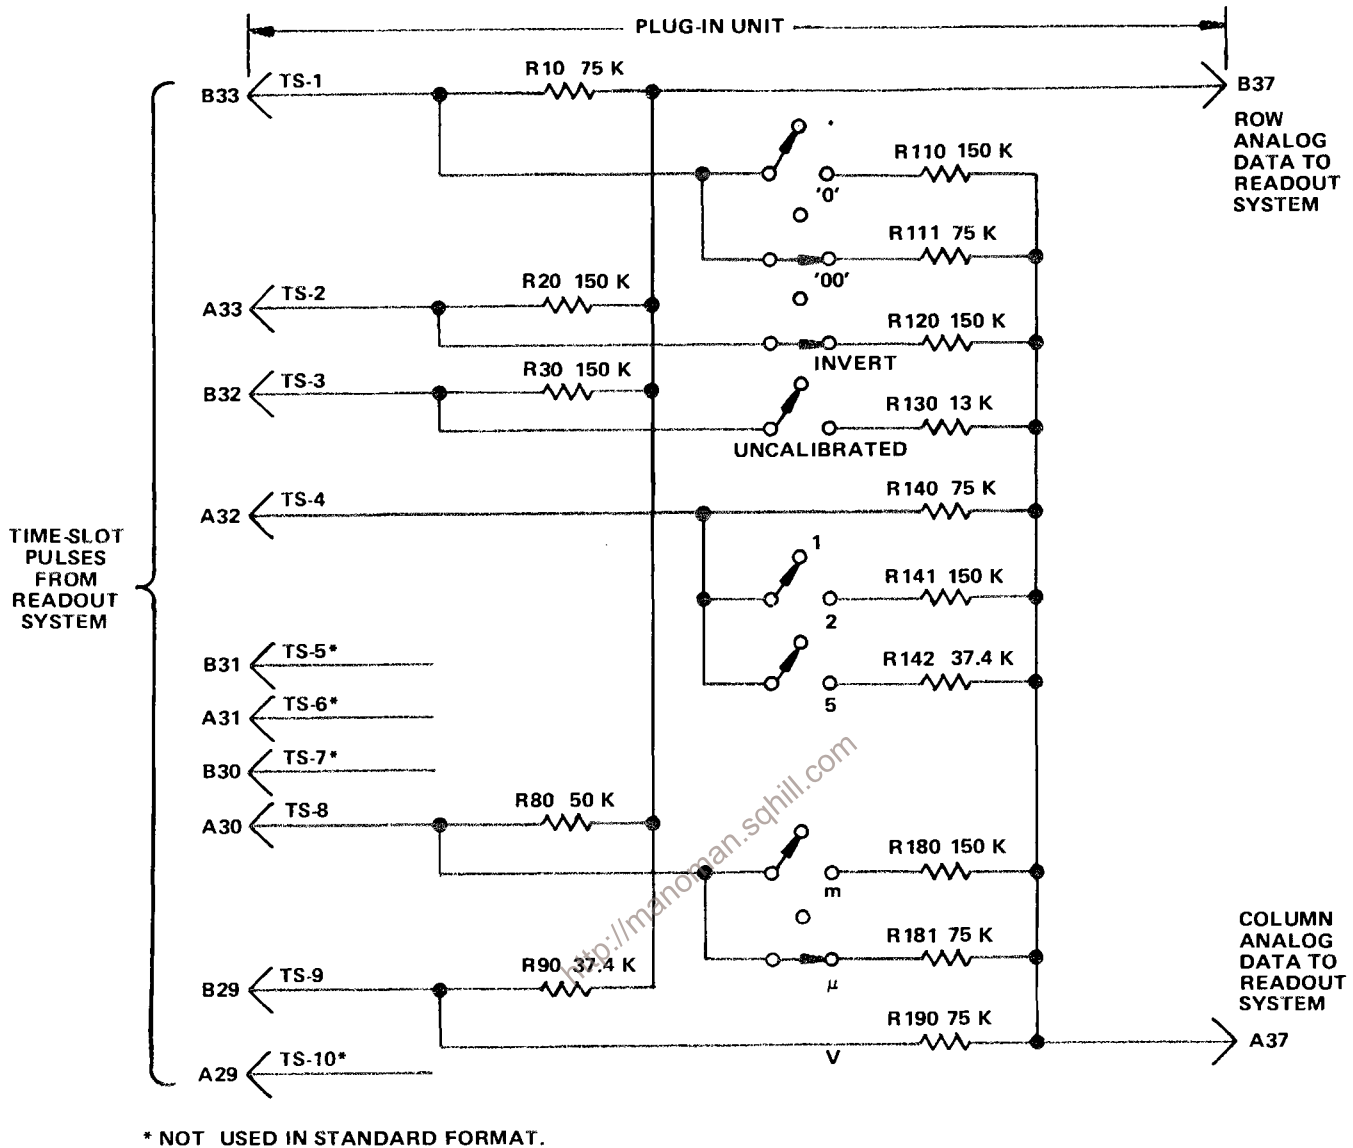 PLUG-IN UNIT
B33
TS-1
R10 75 K
B37
ROW
ANALOG
DATA TO
READOUT
SYSTEM
R110 150 K
'0'
R111 75 K
'00'
A33
TS-2
R20 150 K
R120 150 K
INVERT
B32
TS-3
R30 150 K
R130 13 K
UNCALIBRATED
A32
TS-4
R140 75 K
1
R141 150 K
2
R142 37.4 K
5
TIME-SLOT
PULSES
FROM
READOUT
SYSTEM
B31
TS-5*
A31
TS-6*
B30
TS-7*
A30
TS-8
R80 50 K
R180 150 K
m
R181 75 K
μ
http://manoman.sqhill.com
B29
TS-9
R90 37.4 K
R190 75 K
V
COLUMN
ANALOG
DATA TO
READOUT
SYSTEM
A37
A29
TS-10*
* NOT USED IN STANDARD FORMAT.